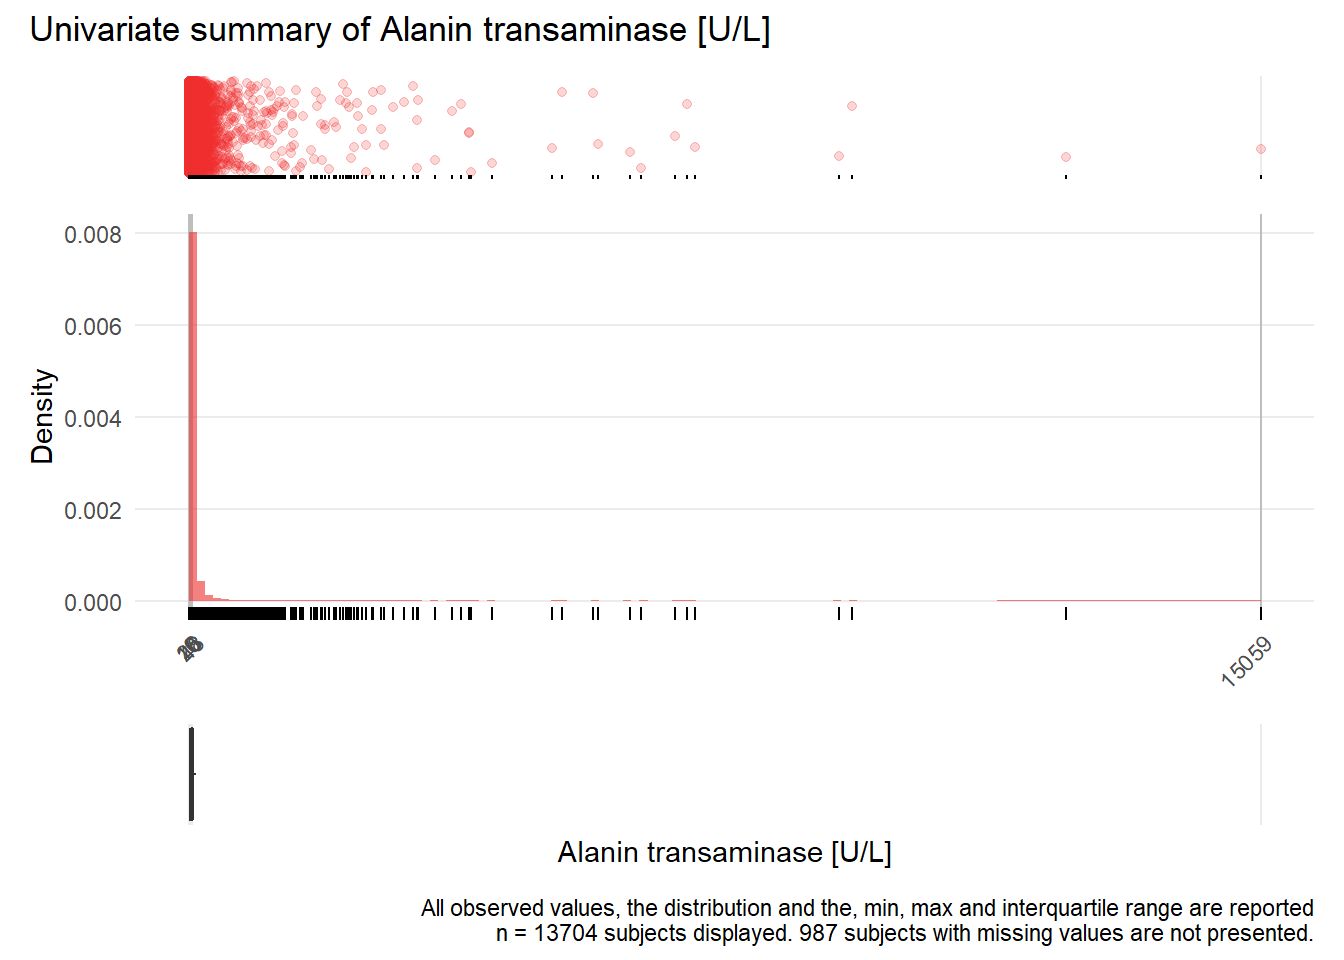 Univariate summary of Alanin transaminase [U/L]
0.008
0.006
0.004
0.002
0.000
Density
15059
Alanin transaminase [U/L]
All observed values, the distribution and the, min, max and interquartile range are reported
n = 13704 subjects displayed. 987 subjects with missing values are not presented.